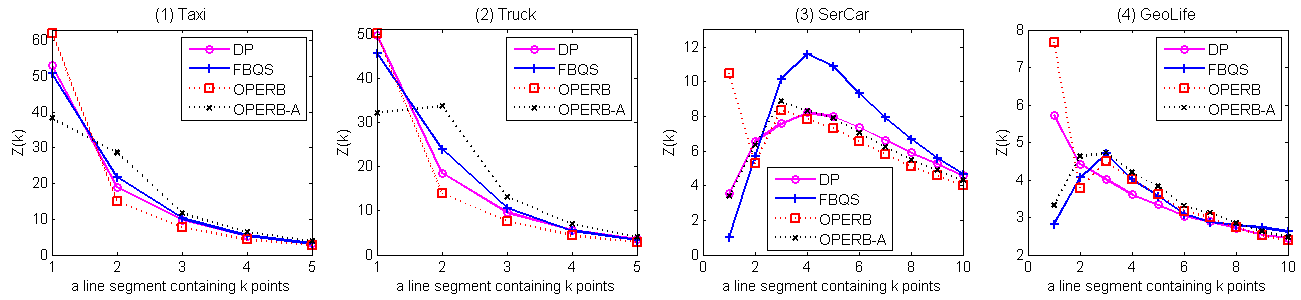 (1) Taxi
Z(k)
60
50
40
30
20
10
0
1 2 3 4 5
a line segment containing k points
DP
FBQS
OPERB
OPERB-A
(2) Truck
Z(k)
50
40
30
20
10
0
1 2 3 4 5
a line segment containing k points
DP
FBQS
OPERB
OPERB-A
(3) SerCar
Z(k)
12
10
8
6
4
2
0
0 2 4 6 8 10
a line segment containing k points
DP
FBQS
OPERB
OPERB-A
(4) GeoLife
Z(k)
8
7
6
5
4
3
2
0 2 4 6 8 10
a line segment containing k points
DP
FBQS
OPERB
OPERB-A